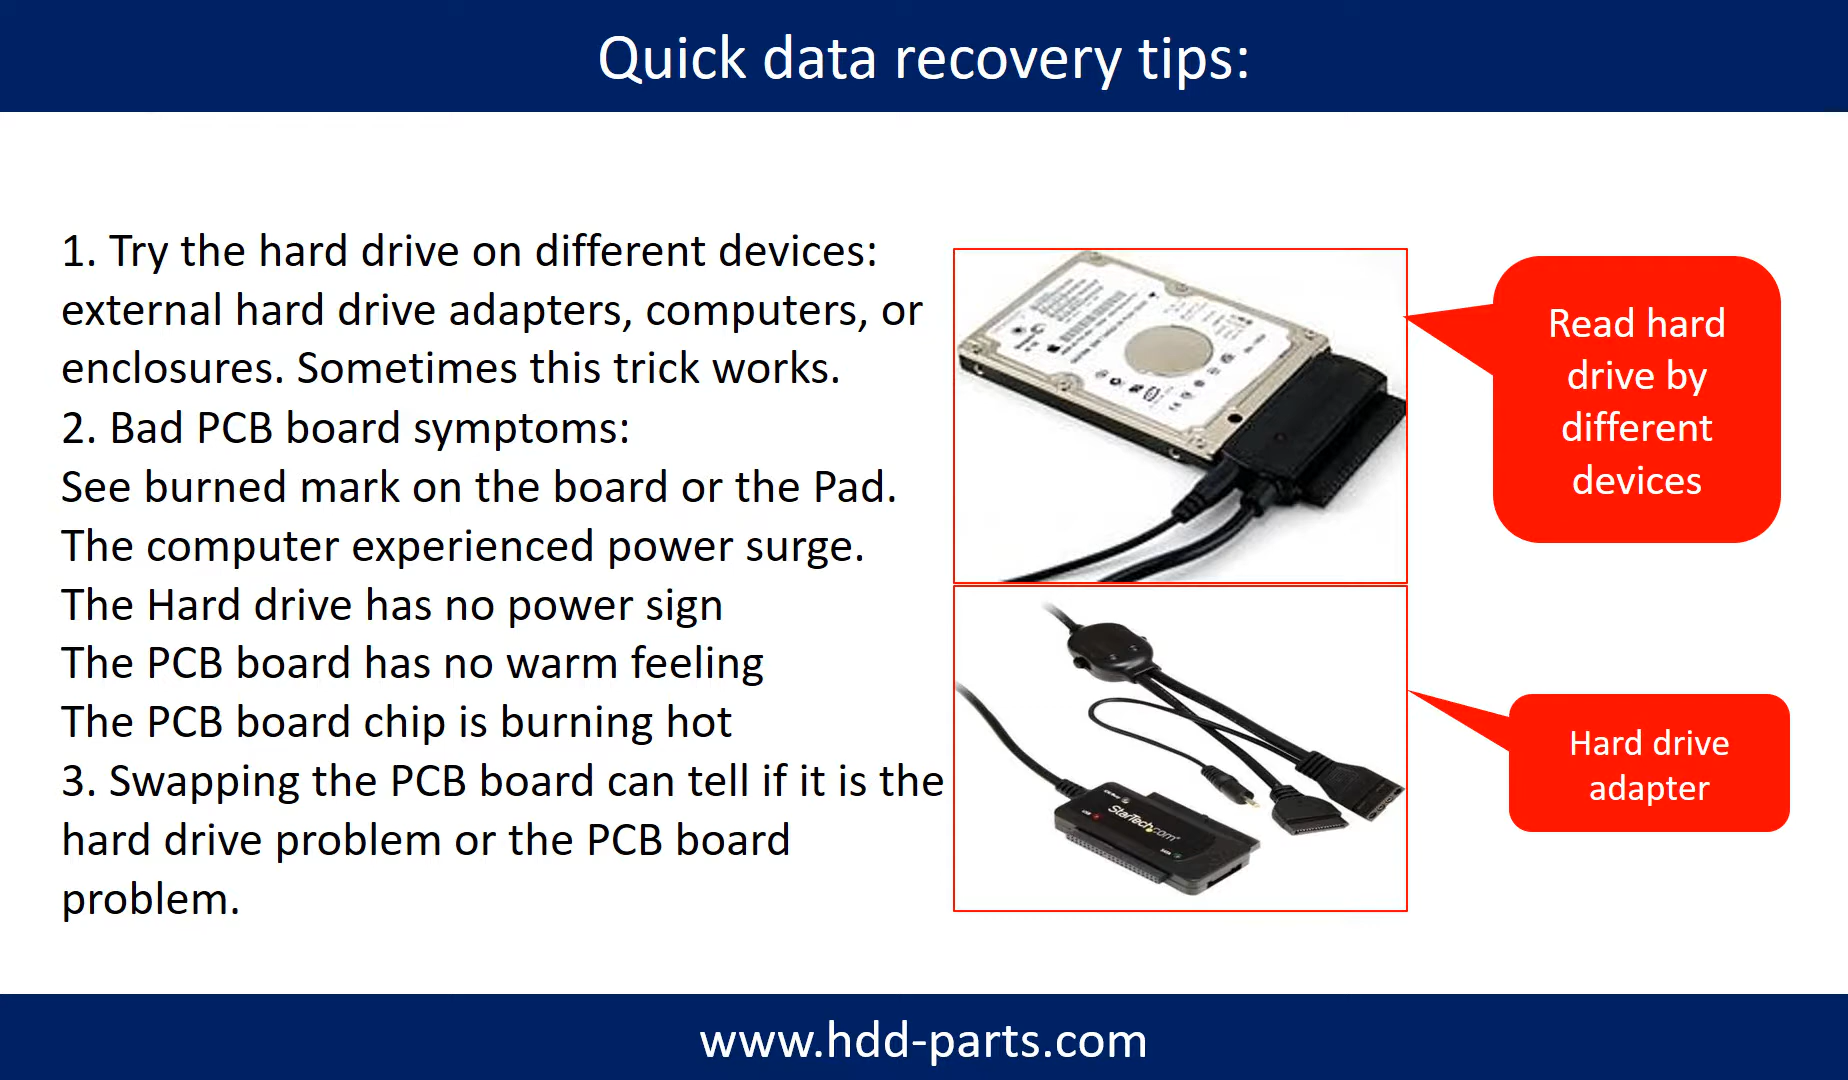 Quick data recovery tips:
1. Try the hard drive on different devices:
external hard drive adapters, computers, or
enclosures. Sometimes this trick works.
2. Bad PCB board symptoms:
See burned mark on the board or the Pad.
The computer experienced power surge.
The Hard drive has no power sign
The PCB board has no warm feeling
The PCB board chip is burning hot
3. Swapping the PCB board can tell if it is the
hard drive problem or the PCB board
problem.
Read hard
drive by
different
devices
StarTech.com
Hard drive
adapter
www.hdd-parts.com